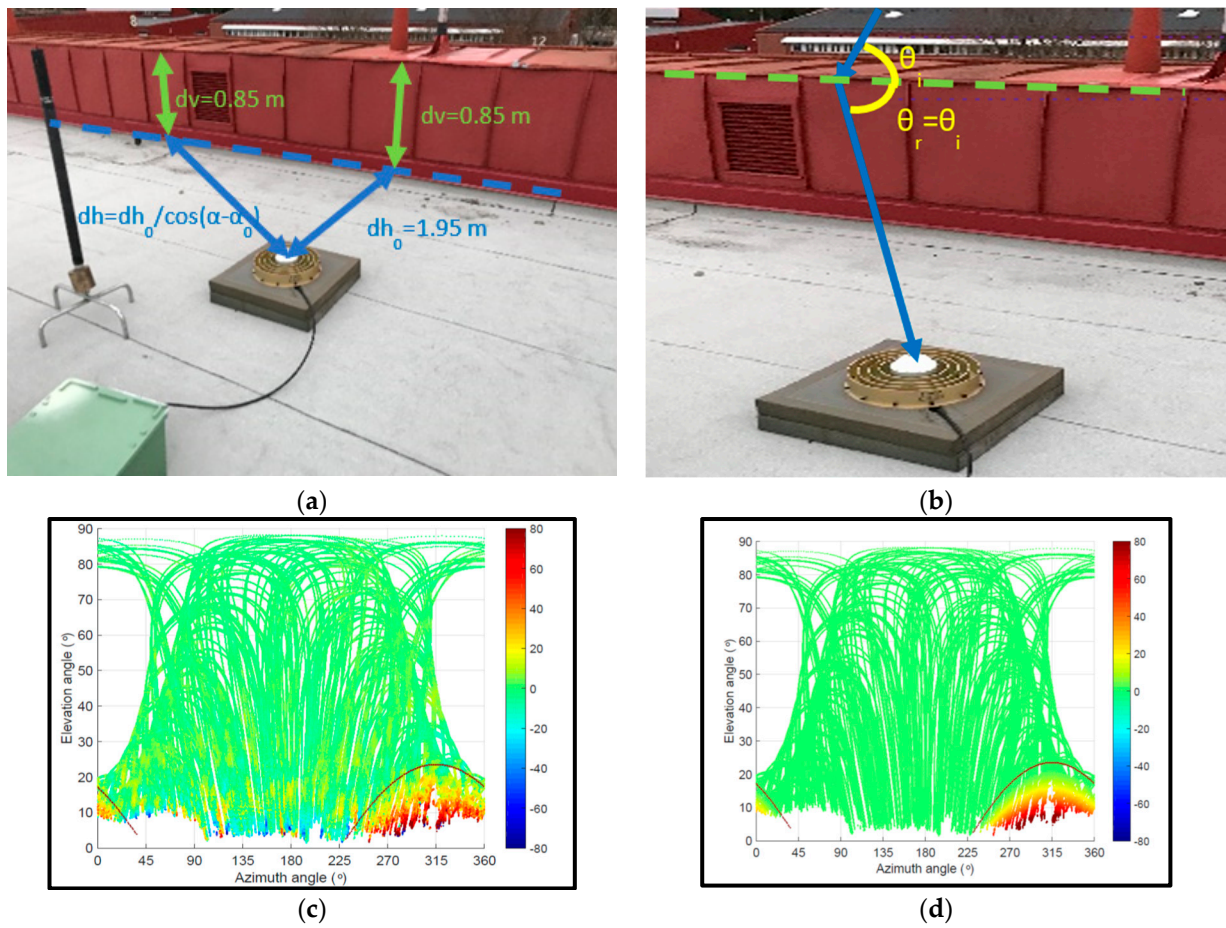 8
12
dv=0.85 m
dv=0.85 m
dh=dh₀/cos(α-α₀)
dh₀=1.95 m
θᵢ
θᵣ=θᵢ
(a)
(b)
90
80
70
60
50
40
30
20
10
0
Elevation angle (°)
0 45 90 135 180 225 270 315 360
Azimuth angle (°)
80
60
40
20
0
-20
-40
-60
-80
90
80
70
60
50
40
30
20
10
0
Elevation angle (°)
0 45 90 135 180 225 270 315 360
Azimuth angle (°)
80
60
40
20
0
-20
-40
-60
-80
(c)
(d)